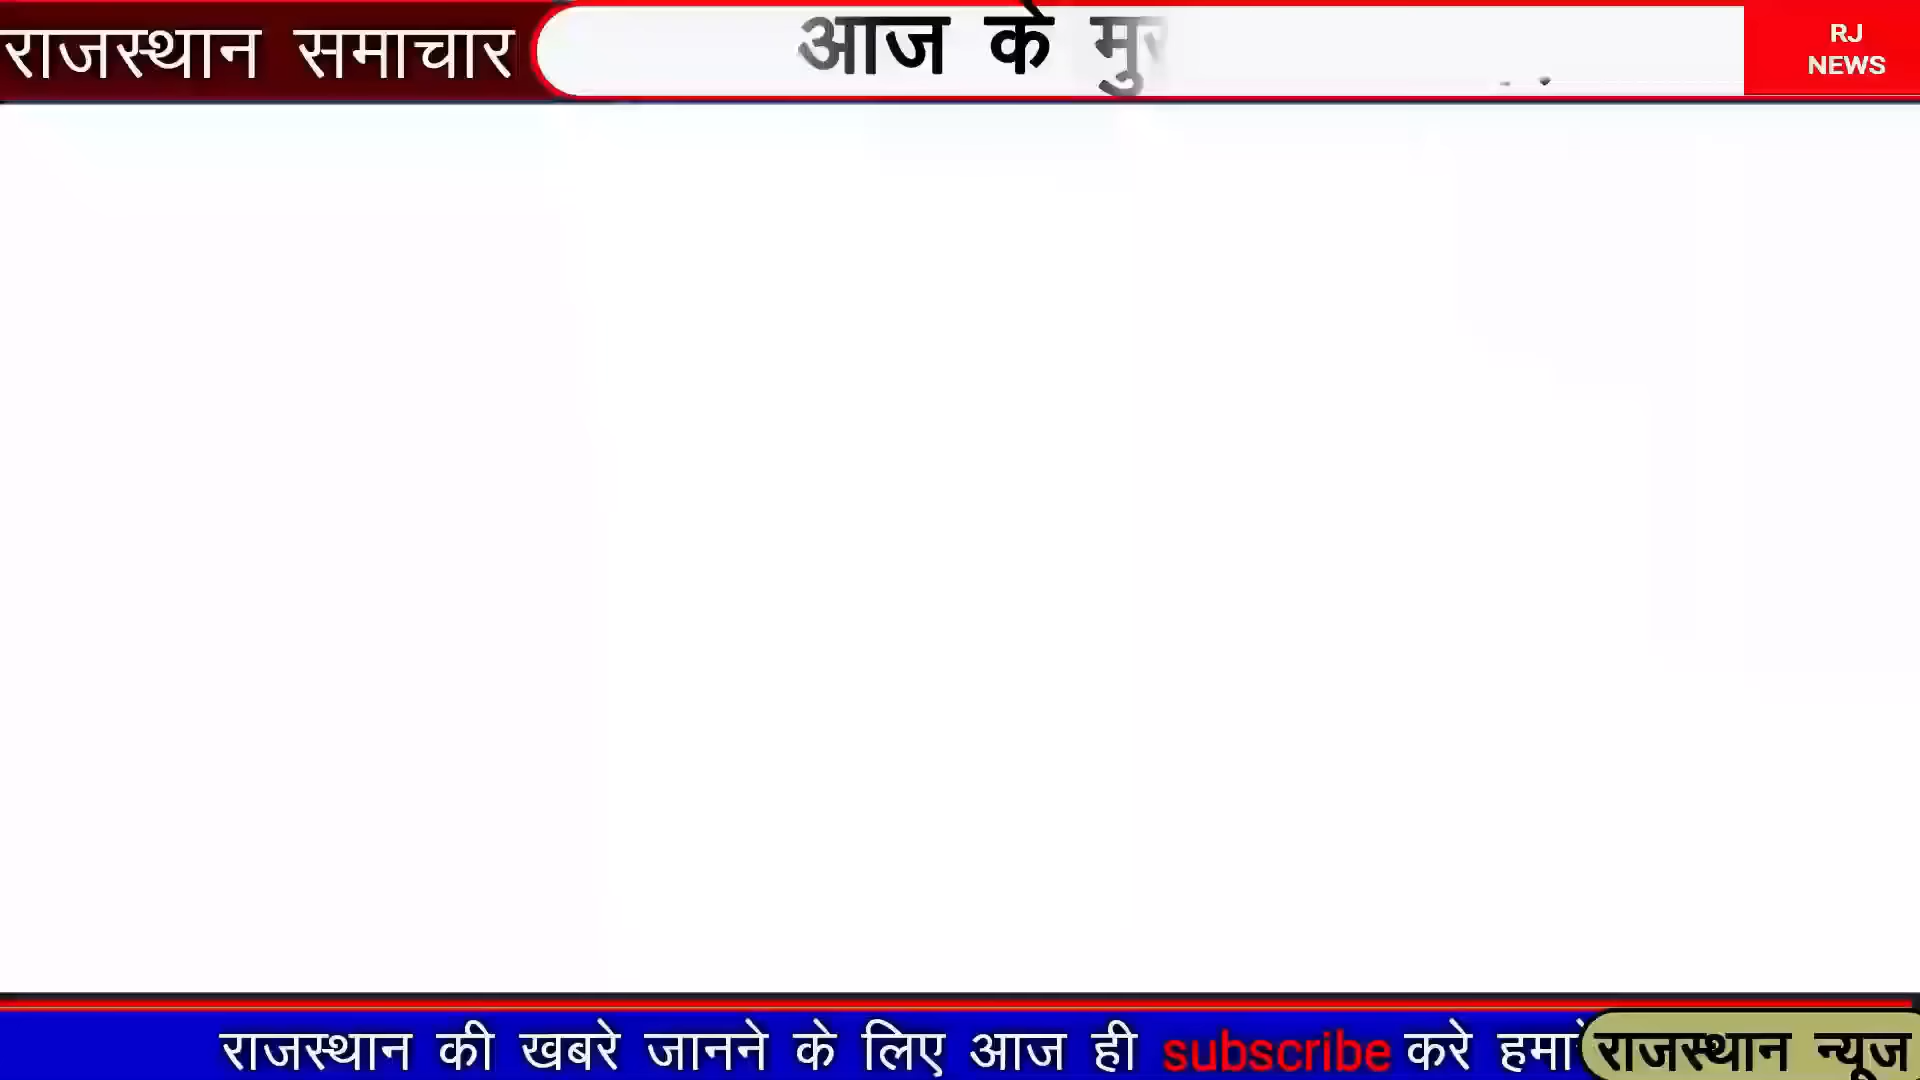 राजस्थान समाचार
आज के
RJ
NEWS
राजस्थान की खबरे जानने के लिए आज ही subscribe करे
राजस्थान न्यूज